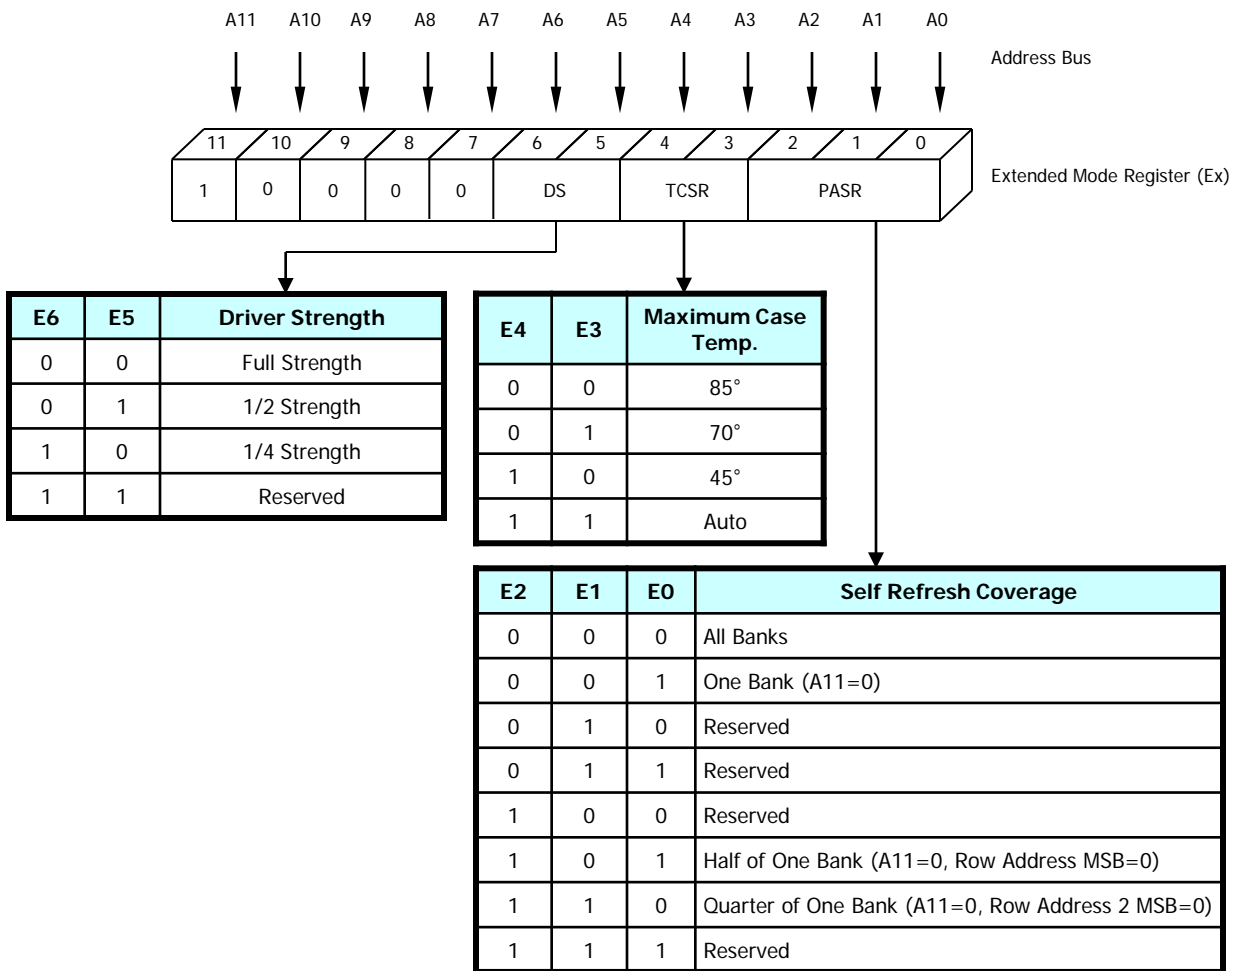 A11 A10 A9 A8 A7 A6 A5 A4 A3 A2 A1 A0
Address Bus
11 10 9 8 7 6 5 4 3 2 1 0
Extended Mode Register (Ex)
1 0 0 0 0 DS TCSR PASR
E6 E5 Driver Strength
0 0 Full Strength
0 1 1/2 Strength
1 0 1/4 Strength
1 1 Reserved
E4 E3 Maximum Case
Temp.
0 0 85°
0 1 70°
1 0 45°
1 1 Auto
E2 E1 E0 Self Refresh Coverage
0 0 0 All Banks
0 0 1 One Bank (A11=0)
0 1 0 Reserved
0 1 1 Reserved
1 0 0 Reserved
1 0 1 Half of One Bank (A11=0, Row Address MSB=0)
1 1 0 Quarter of One Bank (A11=0, Row Address 2 MSB=0)
1 1 1 Reserved